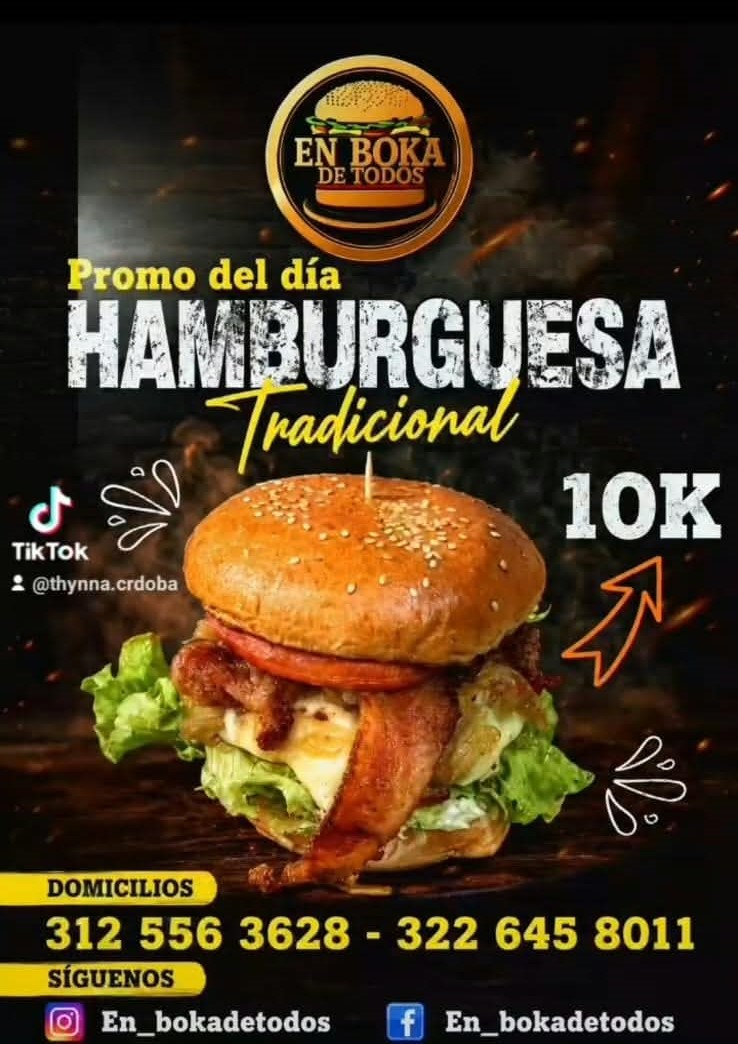 EN BOKA
DE TODOS
Promo del día
HAMBURGUESA
Tradicional
10K
TikTok
@thynna.crdoba
DOMICILIOS
312 556 3628 - 322 645 8011
SÍGUENOS
En_bokadetodos En_bokadetodos